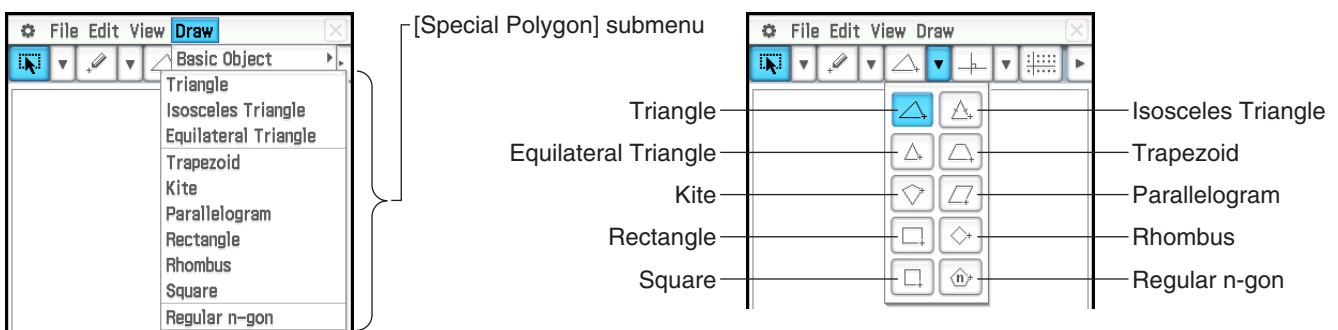 File Edit View Draw
Basic Object
Triangle
Isosceles Triangle
Equilateral Triangle
Trapezoid
Kite
Parallelogram
Rectangle
Rhombus
Square
Regular n-gon
[Special Polygon] submenu
File Edit View Draw
Triangle
Isosceles Triangle
Equilateral Triangle
Trapezoid
Kite
Parallelogram
Rectangle
Rhombus
Square
n
Regular n-gon